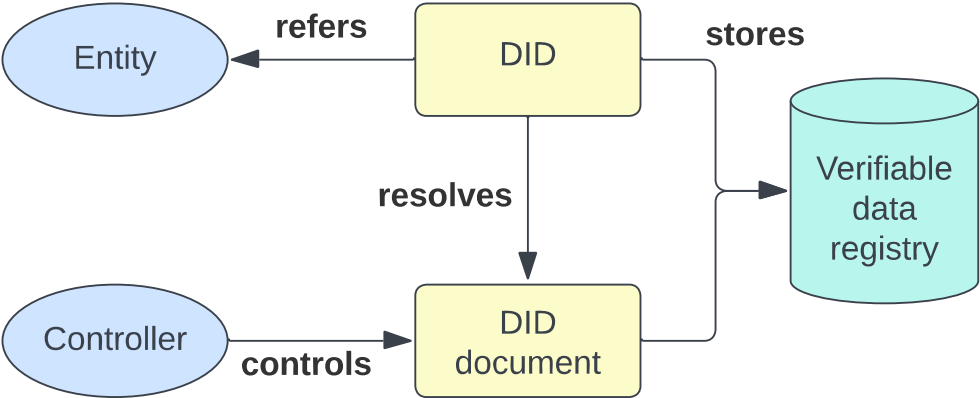 refers
stores
Entity
DID
Verifiable
data
registry
resolves
Controller
controls
DID
document